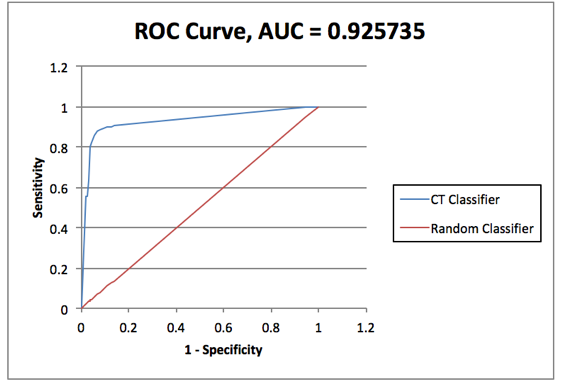 ROC Curve, AUC = 0.925735
1.2
1
0.8
0.6
0.4
0.2
0
Sensitivity
0 0.2 0.4 0.6 0.8 1 1.2
1 - Specificity
CT Classifier
Random Classifier